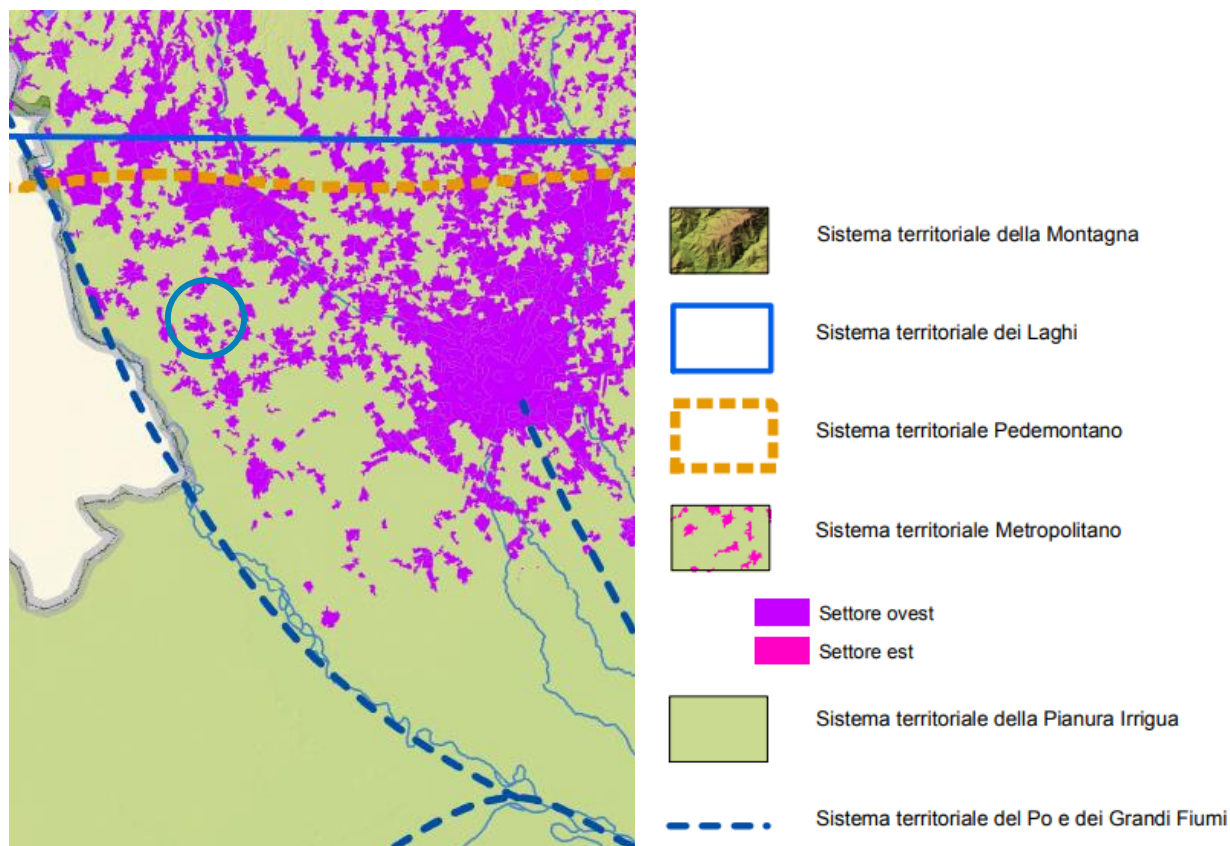 Sistema territoriale della Montagna
Sistema territoriale dei Laghi
Sistema territoriale Pedemontano
Sistema territoriale Metropolitano
Settore ovest
Settore est
Sistema territoriale della Pianura Irrigua
Sistema territoriale del Po e dei Grandi Fiumi